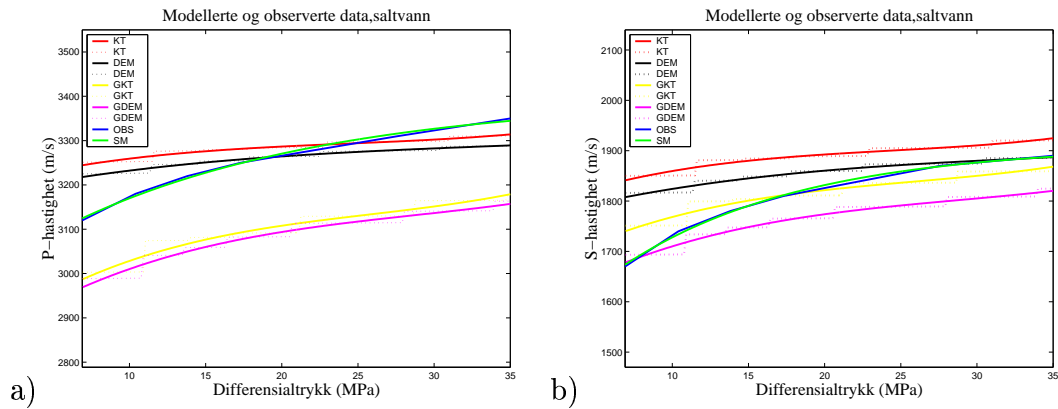 Modellerte og observerte data,saltvann
P-hastighet (m/s)
3500
3400
3300
3200
3100
3000
2900
2800
KT
KT
DEM
DEM
GKT
GKT
GDEM
GDEM
OBS
SM
10 15 20 25 30 35
Differensialtrykk (MPa)
a)
Modellerte og observerte data,saltvann
S-hastighet (m/s)
2100
2000
1900
1800
1700
1600
1500
KT
KT
DEM
DEM
GKT
GKT
GDEM
GDEM
OBS
SM
10 15 20 25 30 35
Differensialtrykk (MPa)
b)